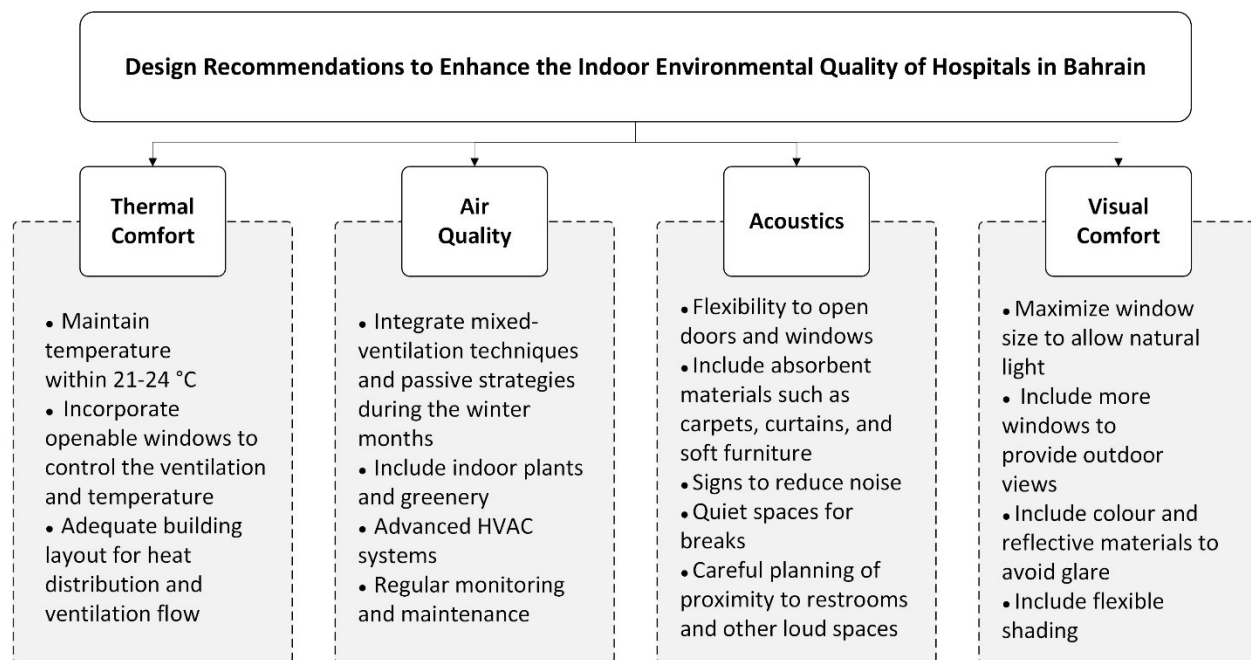 Design Recommendations to Enhance the Indoor Environmental Quality of Hospitals in Bahrain
Thermal
Comfort
• Maintain
temperature
within 21-24 °C
• Incorporate
openable windows to
control the ventilation
and temperature
• Adequate building
layout for heat
distribution and
ventilation flow
Air
Quality
• Integrate mixed-
ventilation techniques
and passive strategies
during the winter
months
• Include indoor plants
and greenery
• Advanced HVAC
systems
• Regular monitoring
and maintenance
Acoustics
• Flexibility to open
doors and windows
• Include absorbent
materials such as
carpets, curtains, and
soft furniture
• Signs to reduce noise
• Quiet spaces for
breaks
• Careful planning of
proximity to restrooms
and other loud spaces
Visual
Comfort
• Maximize window
size to allow natural
light
• Include more
windows to
provide outdoor
views
• Include colour and
reflective materials to
avoid glare
• Include flexible
shading